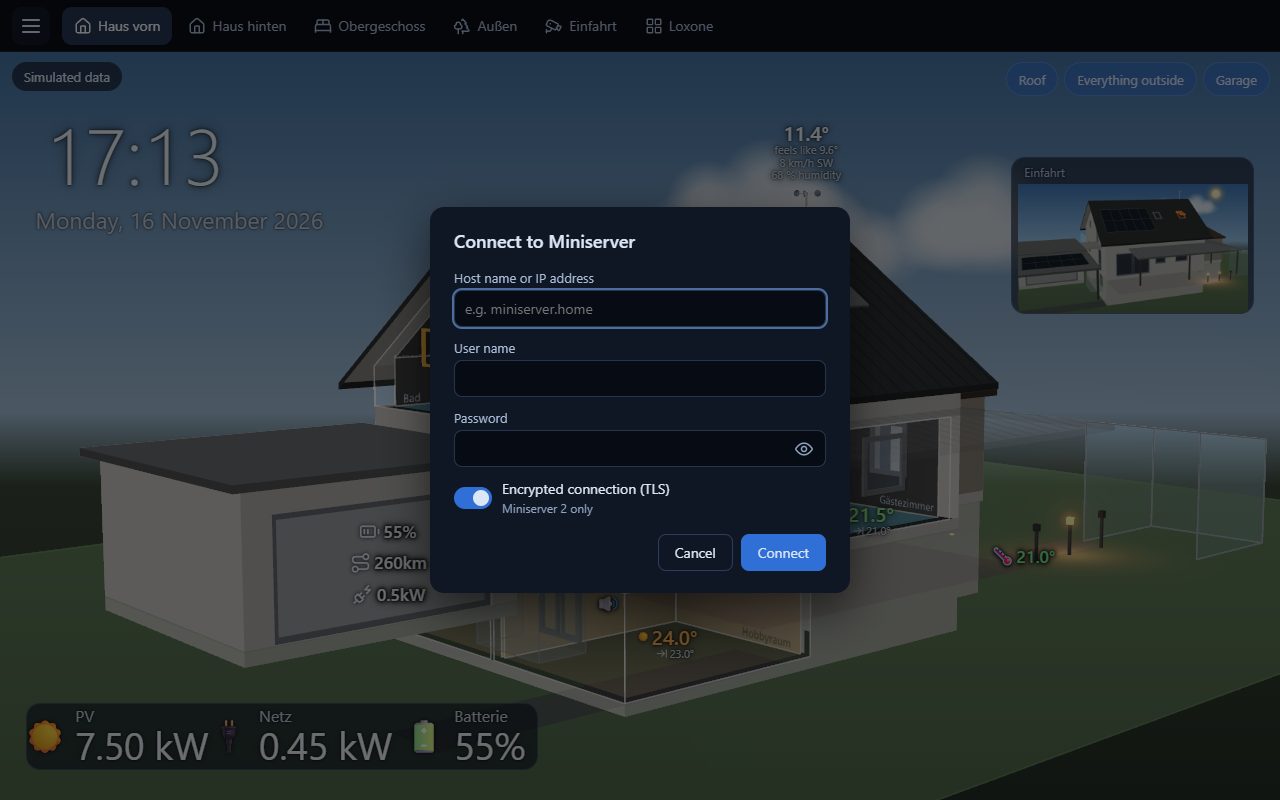 Haus vorn
Haus hinten
Obergeschoss
Außen
Einfahrt
Loxone
Simulated data
Roof
Everything outside
Garage
17:13
Monday, 16 November 2026
11.4°
feels like 9.6°
8 km/h SW
68 % humidity
Einfahrt
Connect to Miniserver
Host name or IP address
e.g. miniserver.home
User name
Password
Encrypted connection (TLS)
Miniserver 2 only
Cancel
Connect
Bad
Gästezimmer
21.5°
21.0°
21.0°
55%
260km
0.5kW
24.0°
23.0°
Hobbyraum
PV
7.50 kW
Netz
0.45 kW
Batterie
55%